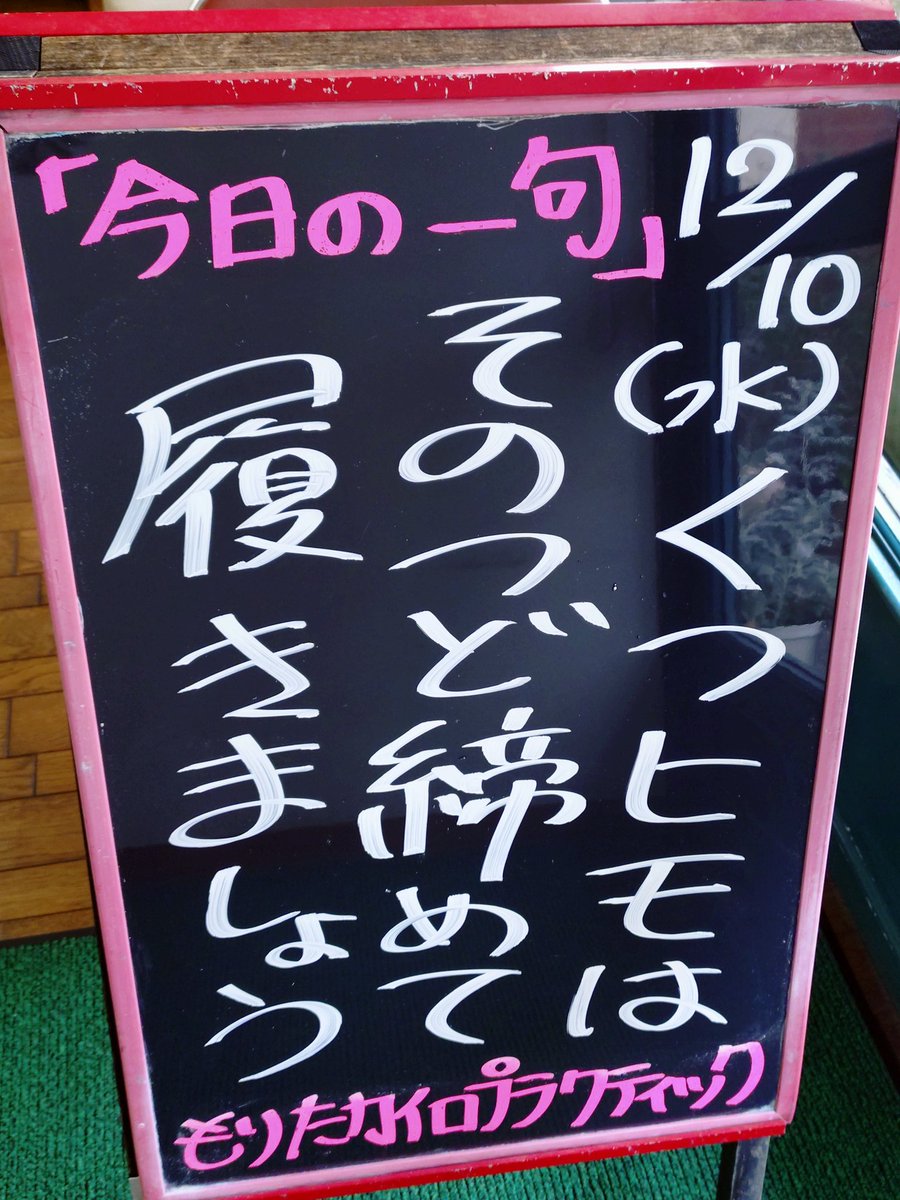 「今日の一句」
12/10
(水)
くつヒモは
そのつど締めて
履きましょう
もりたカイロプラクティック